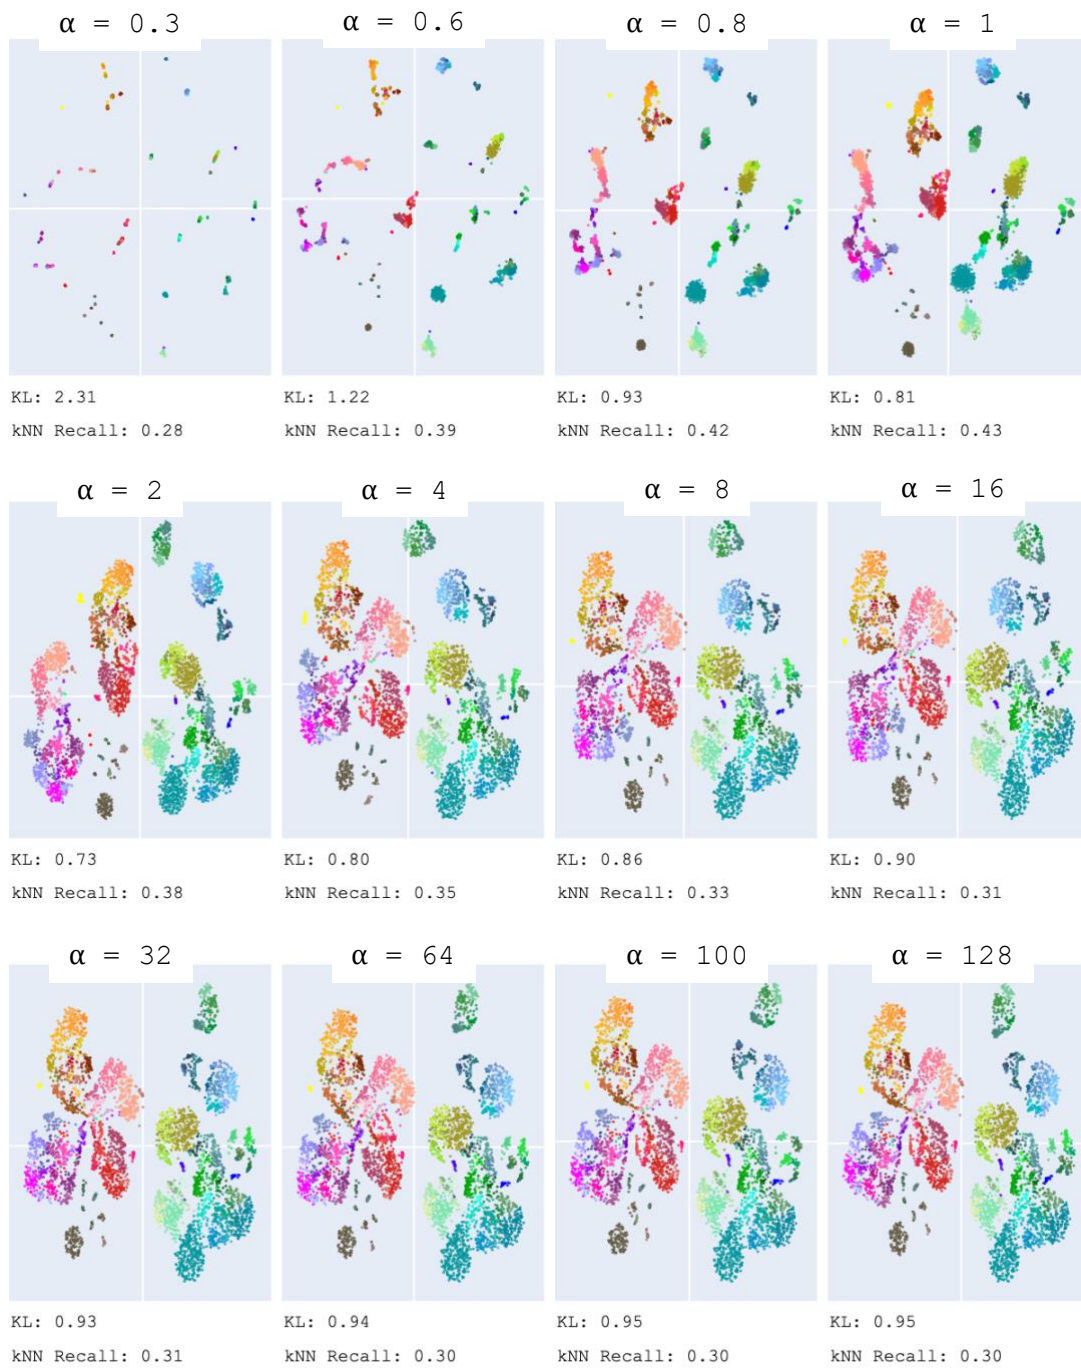 α = 0.3 α = 0.6 α = 0.8 α = 1
KL: 2.31 KL: 1.22 KL: 0.93 KL: 0.81
kNN Recall: 0.28 kNN Recall: 0.39 kNN Recall: 0.42 kNN Recall: 0.43
α = 2 α = 4 α = 8 α = 16
KL: 0.73 KL: 0.80 KL: 0.86 KL: 0.90
kNN Recall: 0.38 kNN Recall: 0.35 kNN Recall: 0.33 kNN Recall: 0.31
α = 32 α = 64 α = 100 α = 128
KL: 0.93 KL: 0.94 KL: 0.95 KL: 0.95
kNN Recall: 0.31 kNN Recall: 0.30 kNN Recall: 0.30 kNN Recall: 0.30